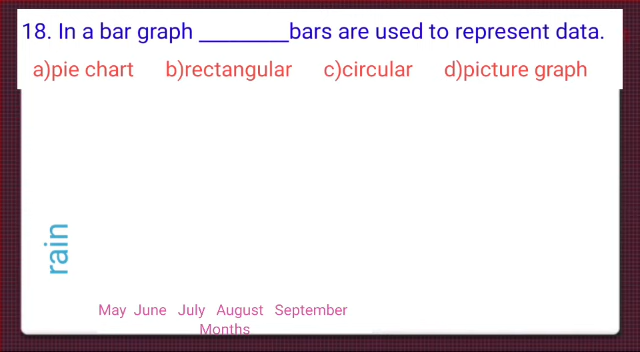 18. In a bar graph ________bars are used to represent data.
a)pie chart b)rectangular c)circular d)picture graph
rain
May June July August September
Months